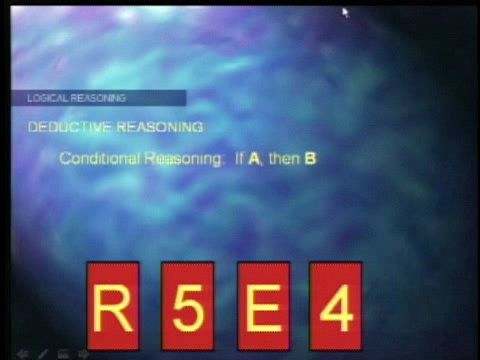 LOGICAL REASONING
DEDUCTIVE REASONING
Conditional Reasoning: If A, then B
R 5 E 4